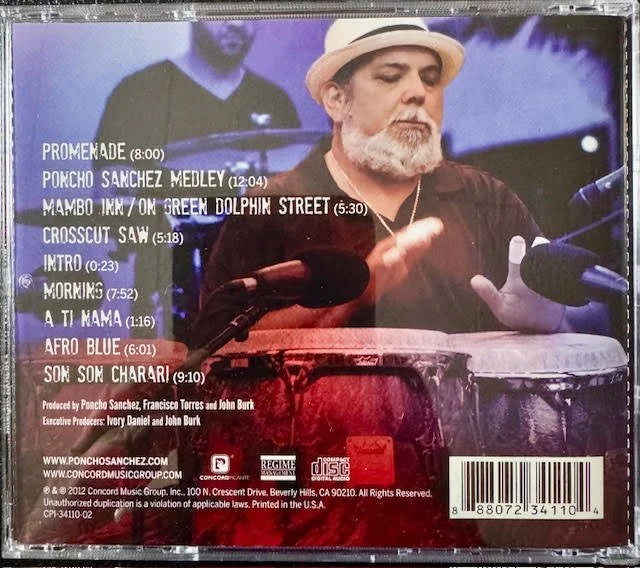 PROMENADE (8:00)
PONCHO SANCHEZ MEDLEY (12:04)
MAMBO INN / ON GREEN DOLPHIN STREET (5:30)
CROSSCUT SAW (5:18)
INTRO (0:23)
MORNING (7:52)
A TI NAMA (1:16)
AFRO BLUE (6:01)
SON SON CHARARI (9:10)
Produced by Poncho Sanchez, Francisco Torres and John Burk
Executive Producers: Ivory Daniel and John Burk
WWW.PONCHOSANCHEZ.COM
WWW.CONCORDMUSICGROUP.COM
CONCORDPICANTE
REGIME
MANAGEMENT
COMPACT
disc
DIGITAL AUDIO
℗ & © 2012 Concord Music Group, Inc., 100 N. Crescent Drive, Beverly Hills, CA 90210. All Rights Reserved.
Unauthorized duplication is a violation of applicable laws. Printed in the U.S.A.
CPI-34110-02
8 88072 34110 4